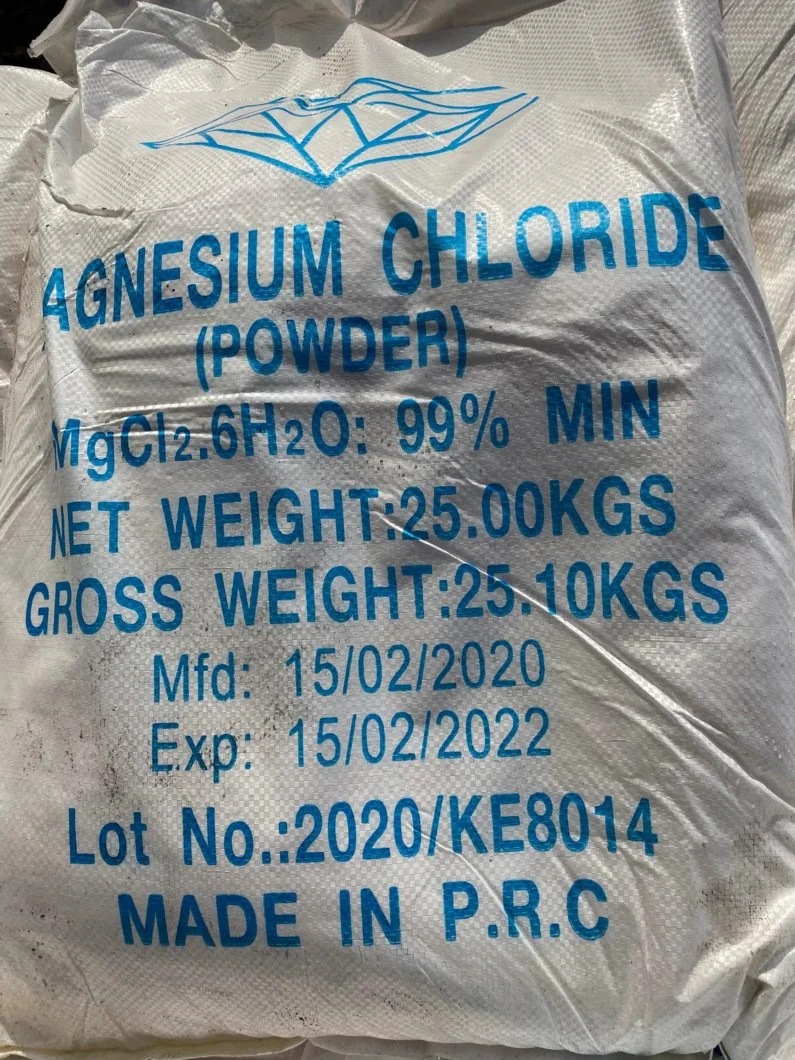 AGNESIUM CHLORIDE
(POWDER)
MgCl₂.6H₂O: 99% MIN
NET WEIGHT:25.00KGS
GROSS WEIGHT:25.10KGS
Mfd: 15/02/2020
Exp: 15/02/2022
Lot No.:2020/KE8014
MADE IN P.R.C